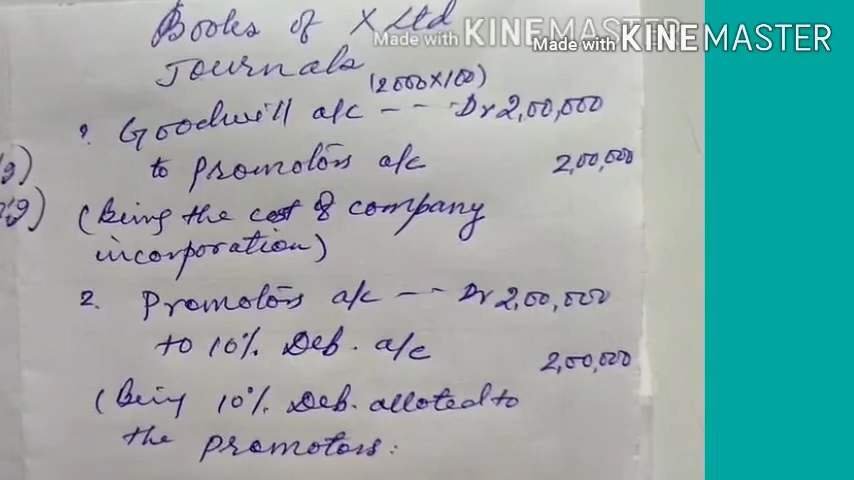 Books of X Ltd
Made with KINEMASTER
Made with KINEMASTER
Journals
(2000×100)
1. Goodwill a/c --- Dr 2,00,000
to Promotors a/c 2,00,000
(Being the cost of company
incorporation)
2. Promotors a/c --- Dr 2,00,000
to 10% Deb. a/c 2,00,000
(Being 10% Deb. alloted to
the promotors.